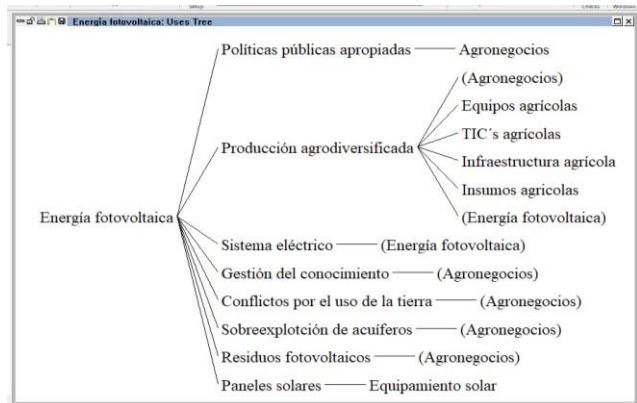 Energía fotovoltaica: Uses Tree
Políticas públicas apropiadas Agronegocios
(Agronegocios)
Equipos agrícolas
TIC´s agrícolas
Producción agrodiversificada
Infraestructura agrícola
Insumos agricolas
(Energía fotovoltaica)
Energía fotovoltaica
Sistema eléctrico (Energía fotovoltaica)
Gestión del conocimiento (Agronegocios)
Conflictos por el uso de la tierra (Agronegocios)
Sobreexplotción de acuíferos (Agronegocios)
Residuos fotovoltaicos (Agronegocios)
Paneles solares Equipamiento solar